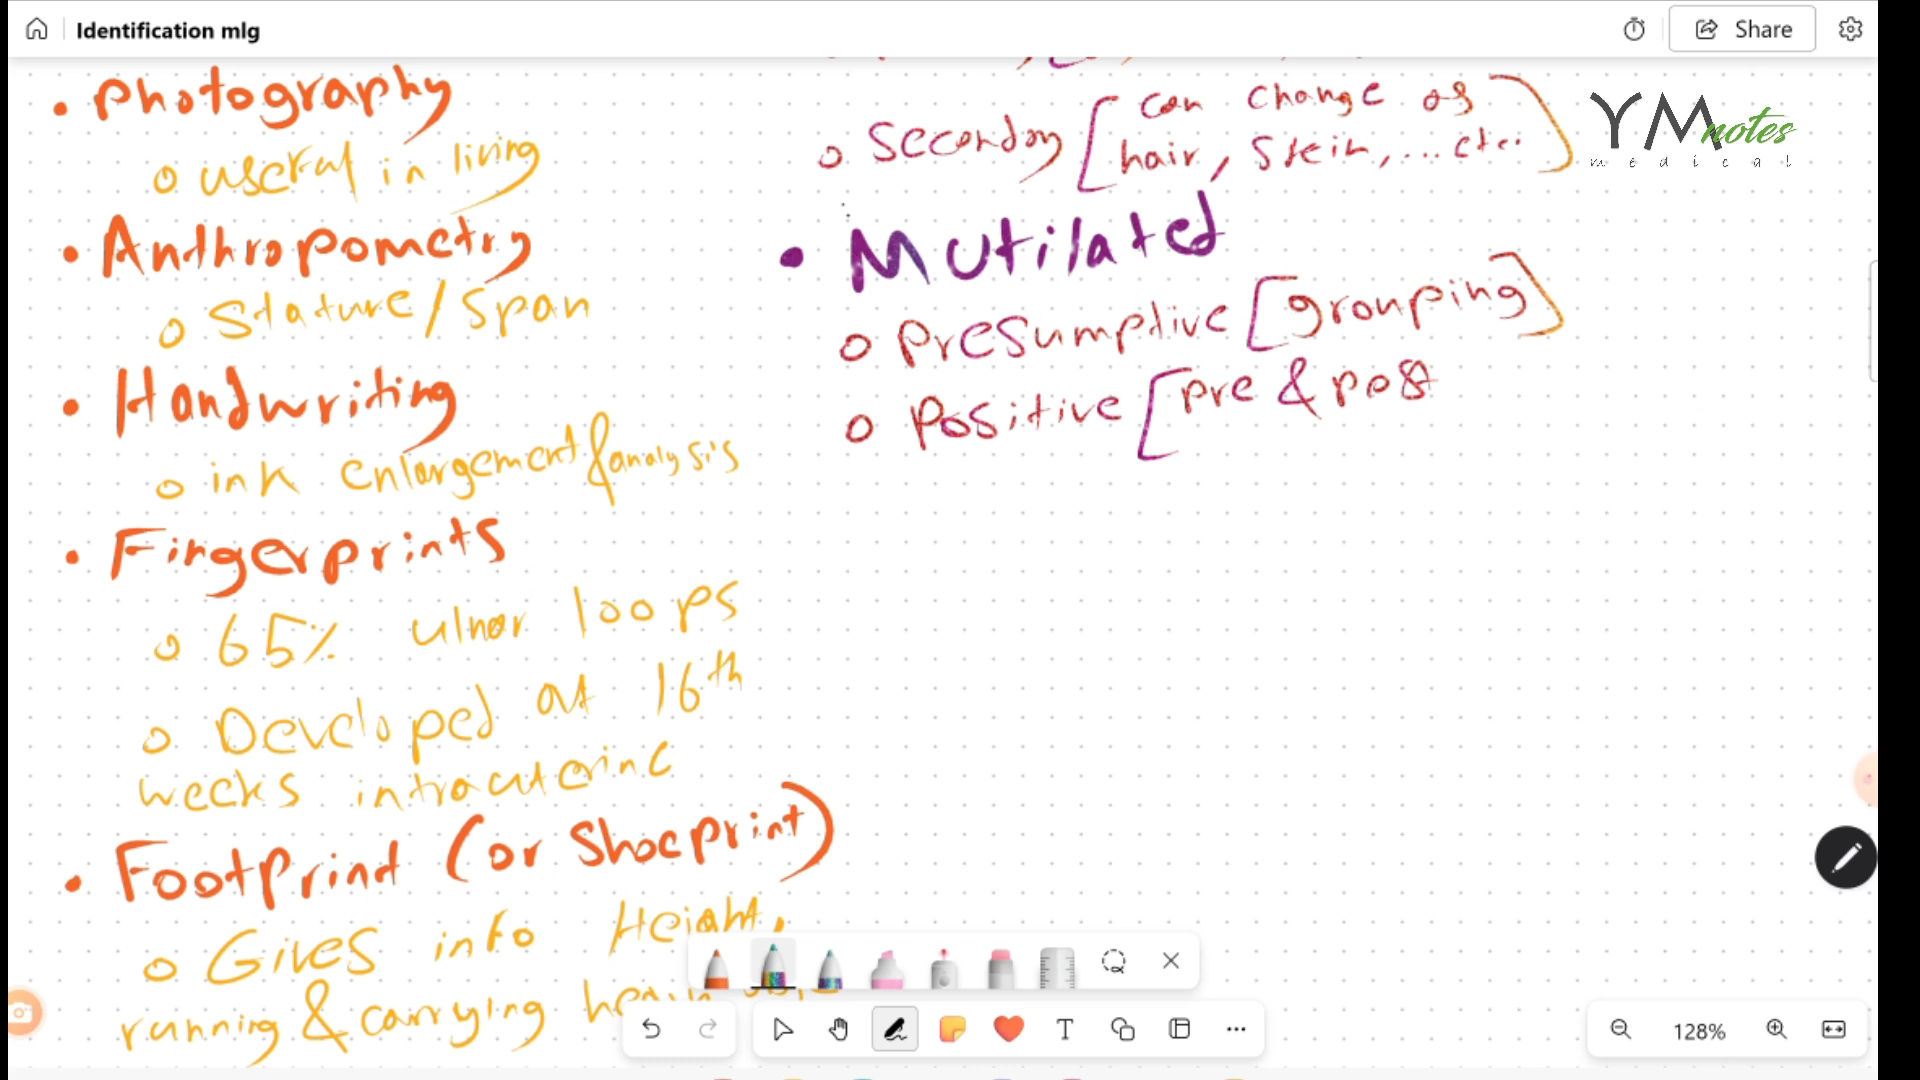 Identification mlg
Share
YM notes
medical
• Photography
o useful in living
• Anthropometry
o Stature/Span
• Handwriting
o ink enlargement & analysis
• Fingerprints
o 65% ulnar loops
o Developed at 16th
weeks intrauterine
• Footprint (or Shoeprint)
o Gives info Height,
running & carrying
o Secondary [can change as
hair, Skin, ... etc..]
• Mutilated
o Presumptive [grouping]
o Positive [pre & post
128%